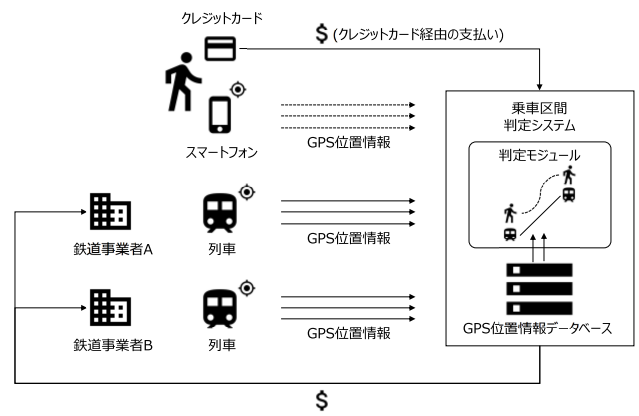 クレジットカード
$ (クレジットカード経由の支払い)
スマートフォン
GPS位置情報
乗車区間
判定システム
判定モジュール
鉄道事業者A
列車
GPS位置情報
鉄道事業者B
列車
GPS位置情報
GPS位置情報データベース
$